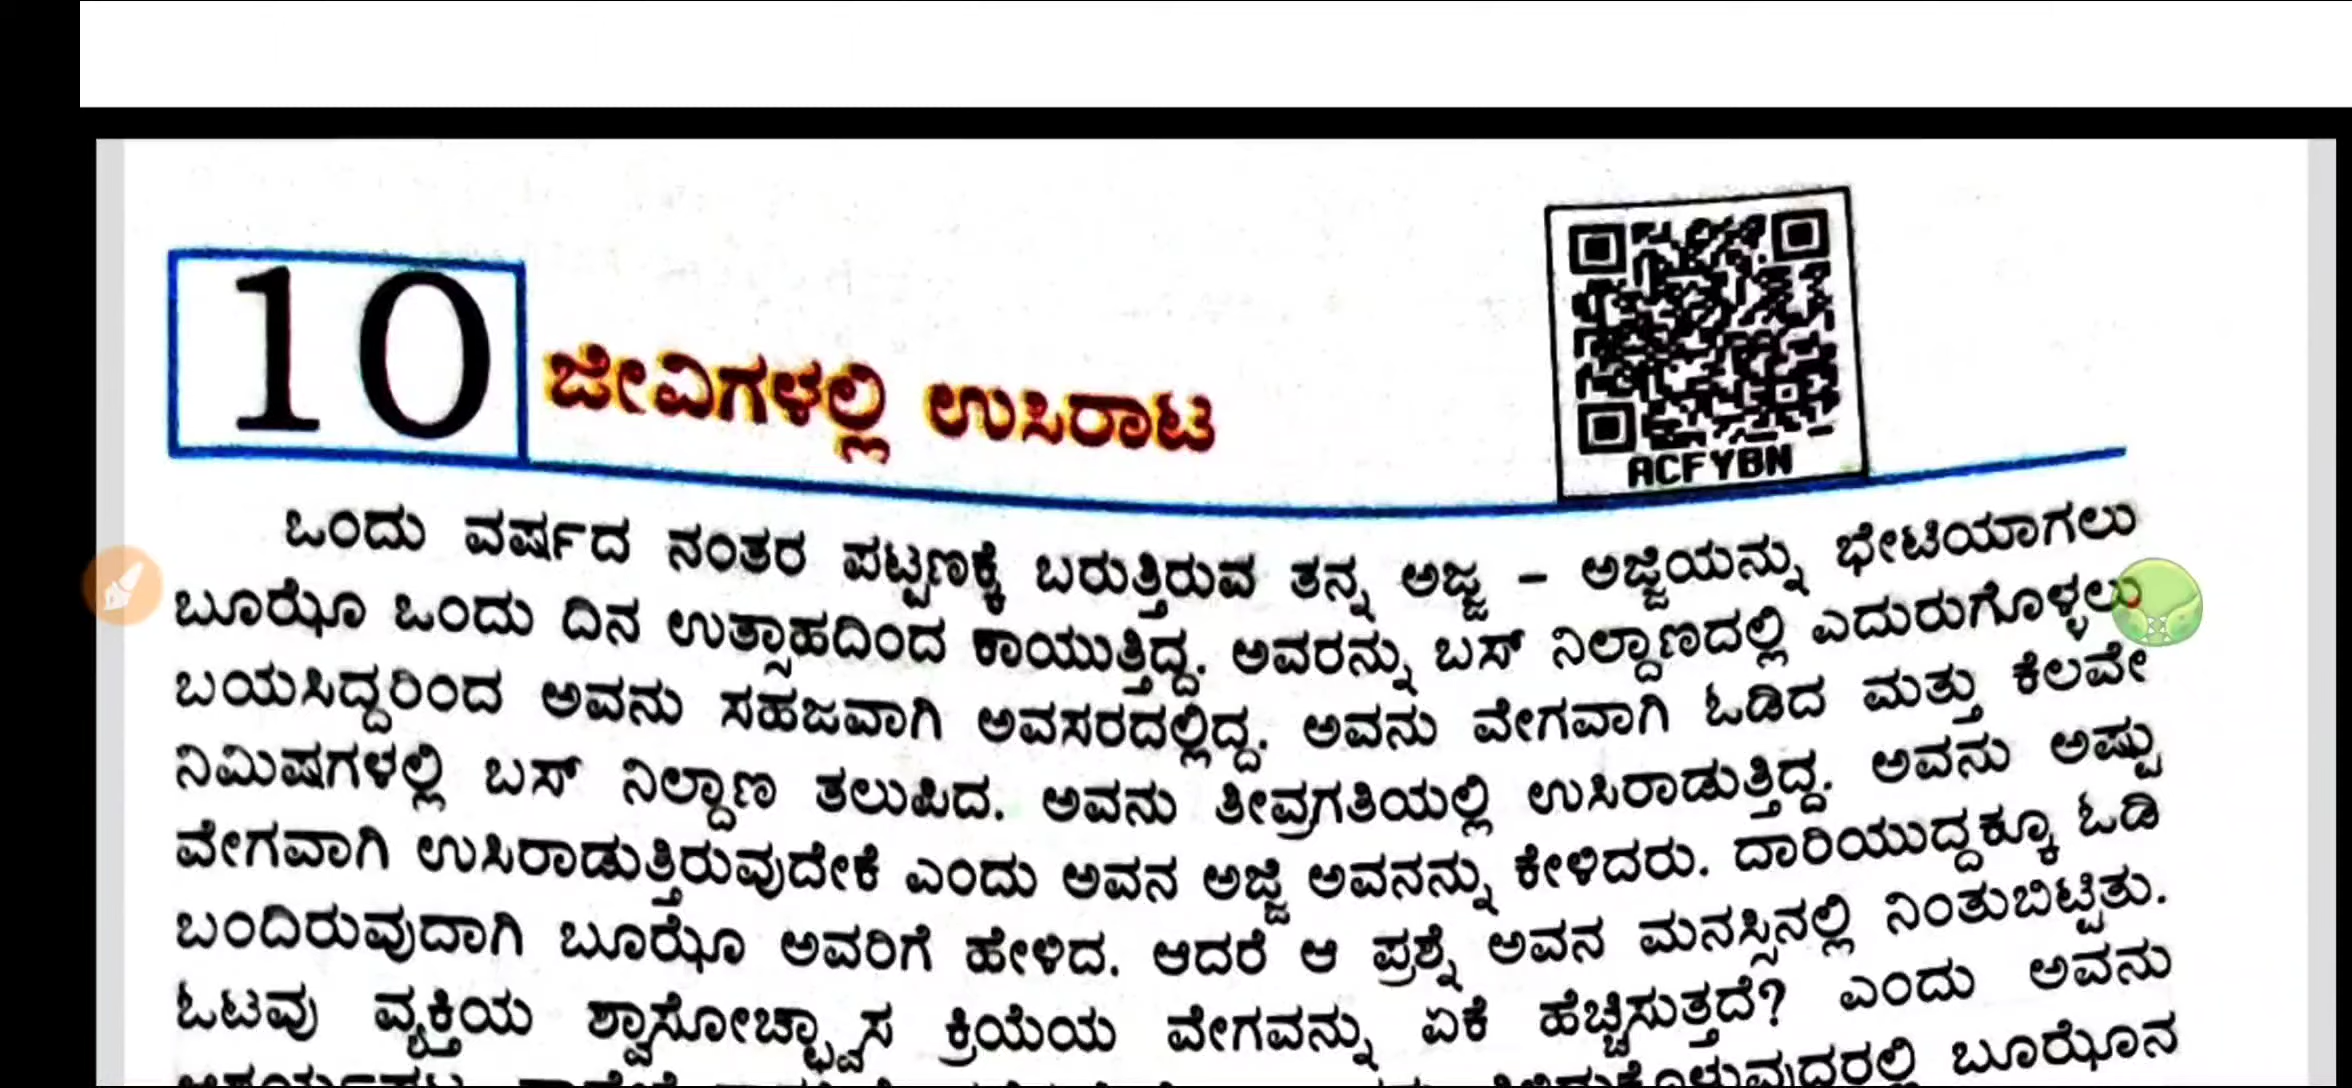 10
ಜೀವಿಗಳಲ್ಲಿ ಉಸಿರಾಟ
ACFYBN
ಒಂದು ವರ್ಷದ ನಂತರ ಪಟ್ಟಣಕ್ಕೆ ಬರುತ್ತಿರುವ ತನ್ನ ಅಜ್ಜ – ಅಜ್ಜಿಯನ್ನು ಭೇಟಿಯಾಗಲು
ಬೂಝೊ ಒಂದು ದಿನ ಉತ್ಸಾಹದಿಂದ ಕಾಯುತ್ತಿದ್ದ. ಅವರನ್ನು ಬಸ್ ನಿಲ್ದಾಣದಲ್ಲಿ ಎದುರುಗೊಳ್ಳಲು
ಬಯಸಿದ್ದರಿಂದ ಅವನು ಸಹಜವಾಗಿ ಅವಸರದಲ್ಲಿದ್ದ. ಅವನು ವೇಗವಾಗಿ ಓಡಿದ ಮತ್ತು ಕೆಲವೇ
ನಿಮಿಷಗಳಲ್ಲಿ ಬಸ್ ನಿಲ್ದಾಣ ತಲುಪಿದ. ಅವನು ತೀವ್ರಗತಿಯಲ್ಲಿ ಉಸಿರಾಡುತ್ತಿದ್ದ. ಅವನು ಅಷ್ಟು
ವೇಗವಾಗಿ ಉಸಿರಾಡುತ್ತಿರುವುದೇಕೆ ಎಂದು ಅವನ ಅಜ್ಜಿ ಅವನನ್ನು ಕೇಳಿದರು. ದಾರಿಯುದ್ದಕ್ಕೂ ಓಡಿ
ಬಂದಿರುವುದಾಗಿ ಬೂಝೊ ಅವರಿಗೆ ಹೇಳಿದ. ಆದರೆ ಆ ಪ್ರಶ್ನೆ ಅವನ ಮನಸ್ಸಿನಲ್ಲಿ ನಿಂತುಬಿಟ್ಟಿತು.
ಓಟವು ವ್ಯಕ್ತಿಯ ಶ್ವಾಸೋಚ್ಛ್ವಾಸ ಕ್ರಿಯೆಯ ವೇಗವನ್ನು ಏಕೆ ಹೆಚ್ಚಿಸುತ್ತದೆ? ಎಂದು ಅವನು
ಬೂಝೊನ